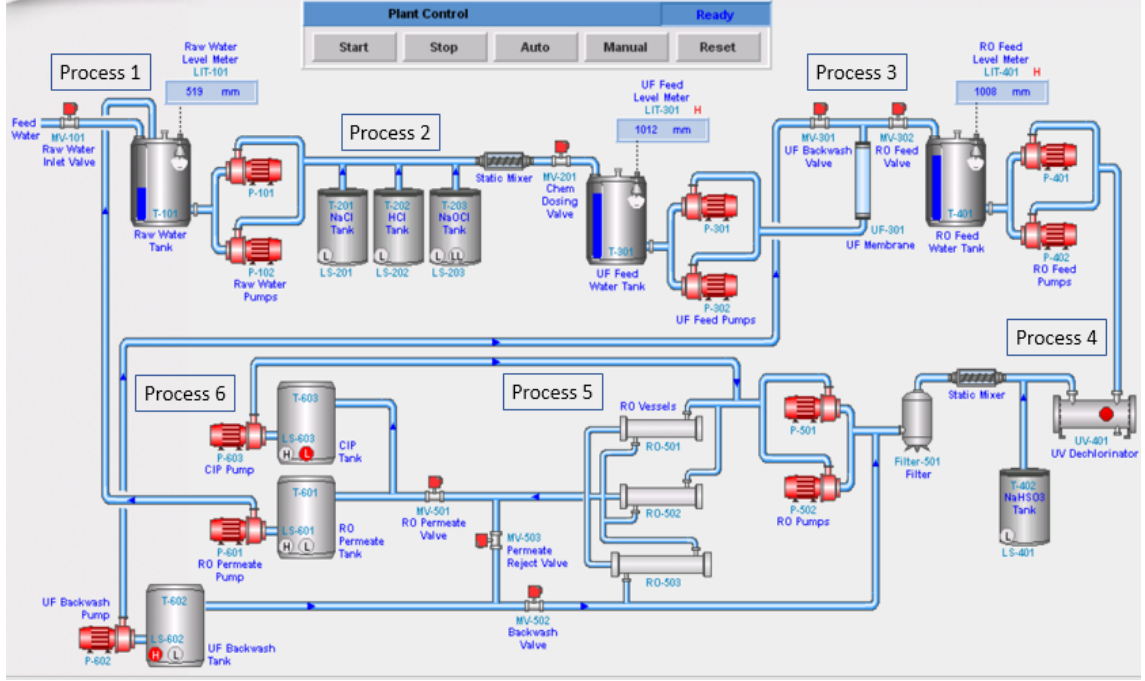 Plant Control
Ready
Start
Stop
Auto
Manual
Reset
Process 1
Raw Water
Level Meter
LIT-101
519 mm
Feed
Water
MV-101
Raw Water
Inlet Valve
T-101
Raw Water
Tank
P-101
P-102
Raw Water
Pumps
Process 2
T-201
NaCl
Tank
L
LS-201
T-202
HCl
Tank
L
LS-202
T-203
NaOCl
Tank
L LL
LS-203
Static Mixer
MV-201
Chem
Dosing
Valve
UF Feed
Level Meter
LIT-301 H
1012 mm
T-301
UF Feed
Water Tank
P-301
P-302
UF Feed Pumps
Process 3
MV-301
UF Backwash
Valve
MV-302
RO Feed
Valve
UF-301
UF Membrane
RO Feed
Level Meter
LIT-401 H
1008 mm
T-401
RO Feed
Water Tank
P-401
P-402
RO Feed
Pumps
Process 4
Static Mixer
UV-401
UV Dechlorinator
T-402
NaHSO3
Tank
L
LS-401
Filter-501
Filter
Process 5
RO Vessels
RO-501
RO-502
RO-503
P-501
P-502
RO Pumps
MV-501
RO Permeate
Valve
MV-503
Permeate
Reject Valve
MV-502
Backwash
Valve
Process 6
T-603
LS-603
H L
CIP
Tank
P-603
CIP Pump
T-601
LS-601
H L
RO
Permeate
Tank
P-601
RO Permeate
Pump
UF Backwash
Pump
P-602
T-602
LS-602
H L
UF Backwash
Tank